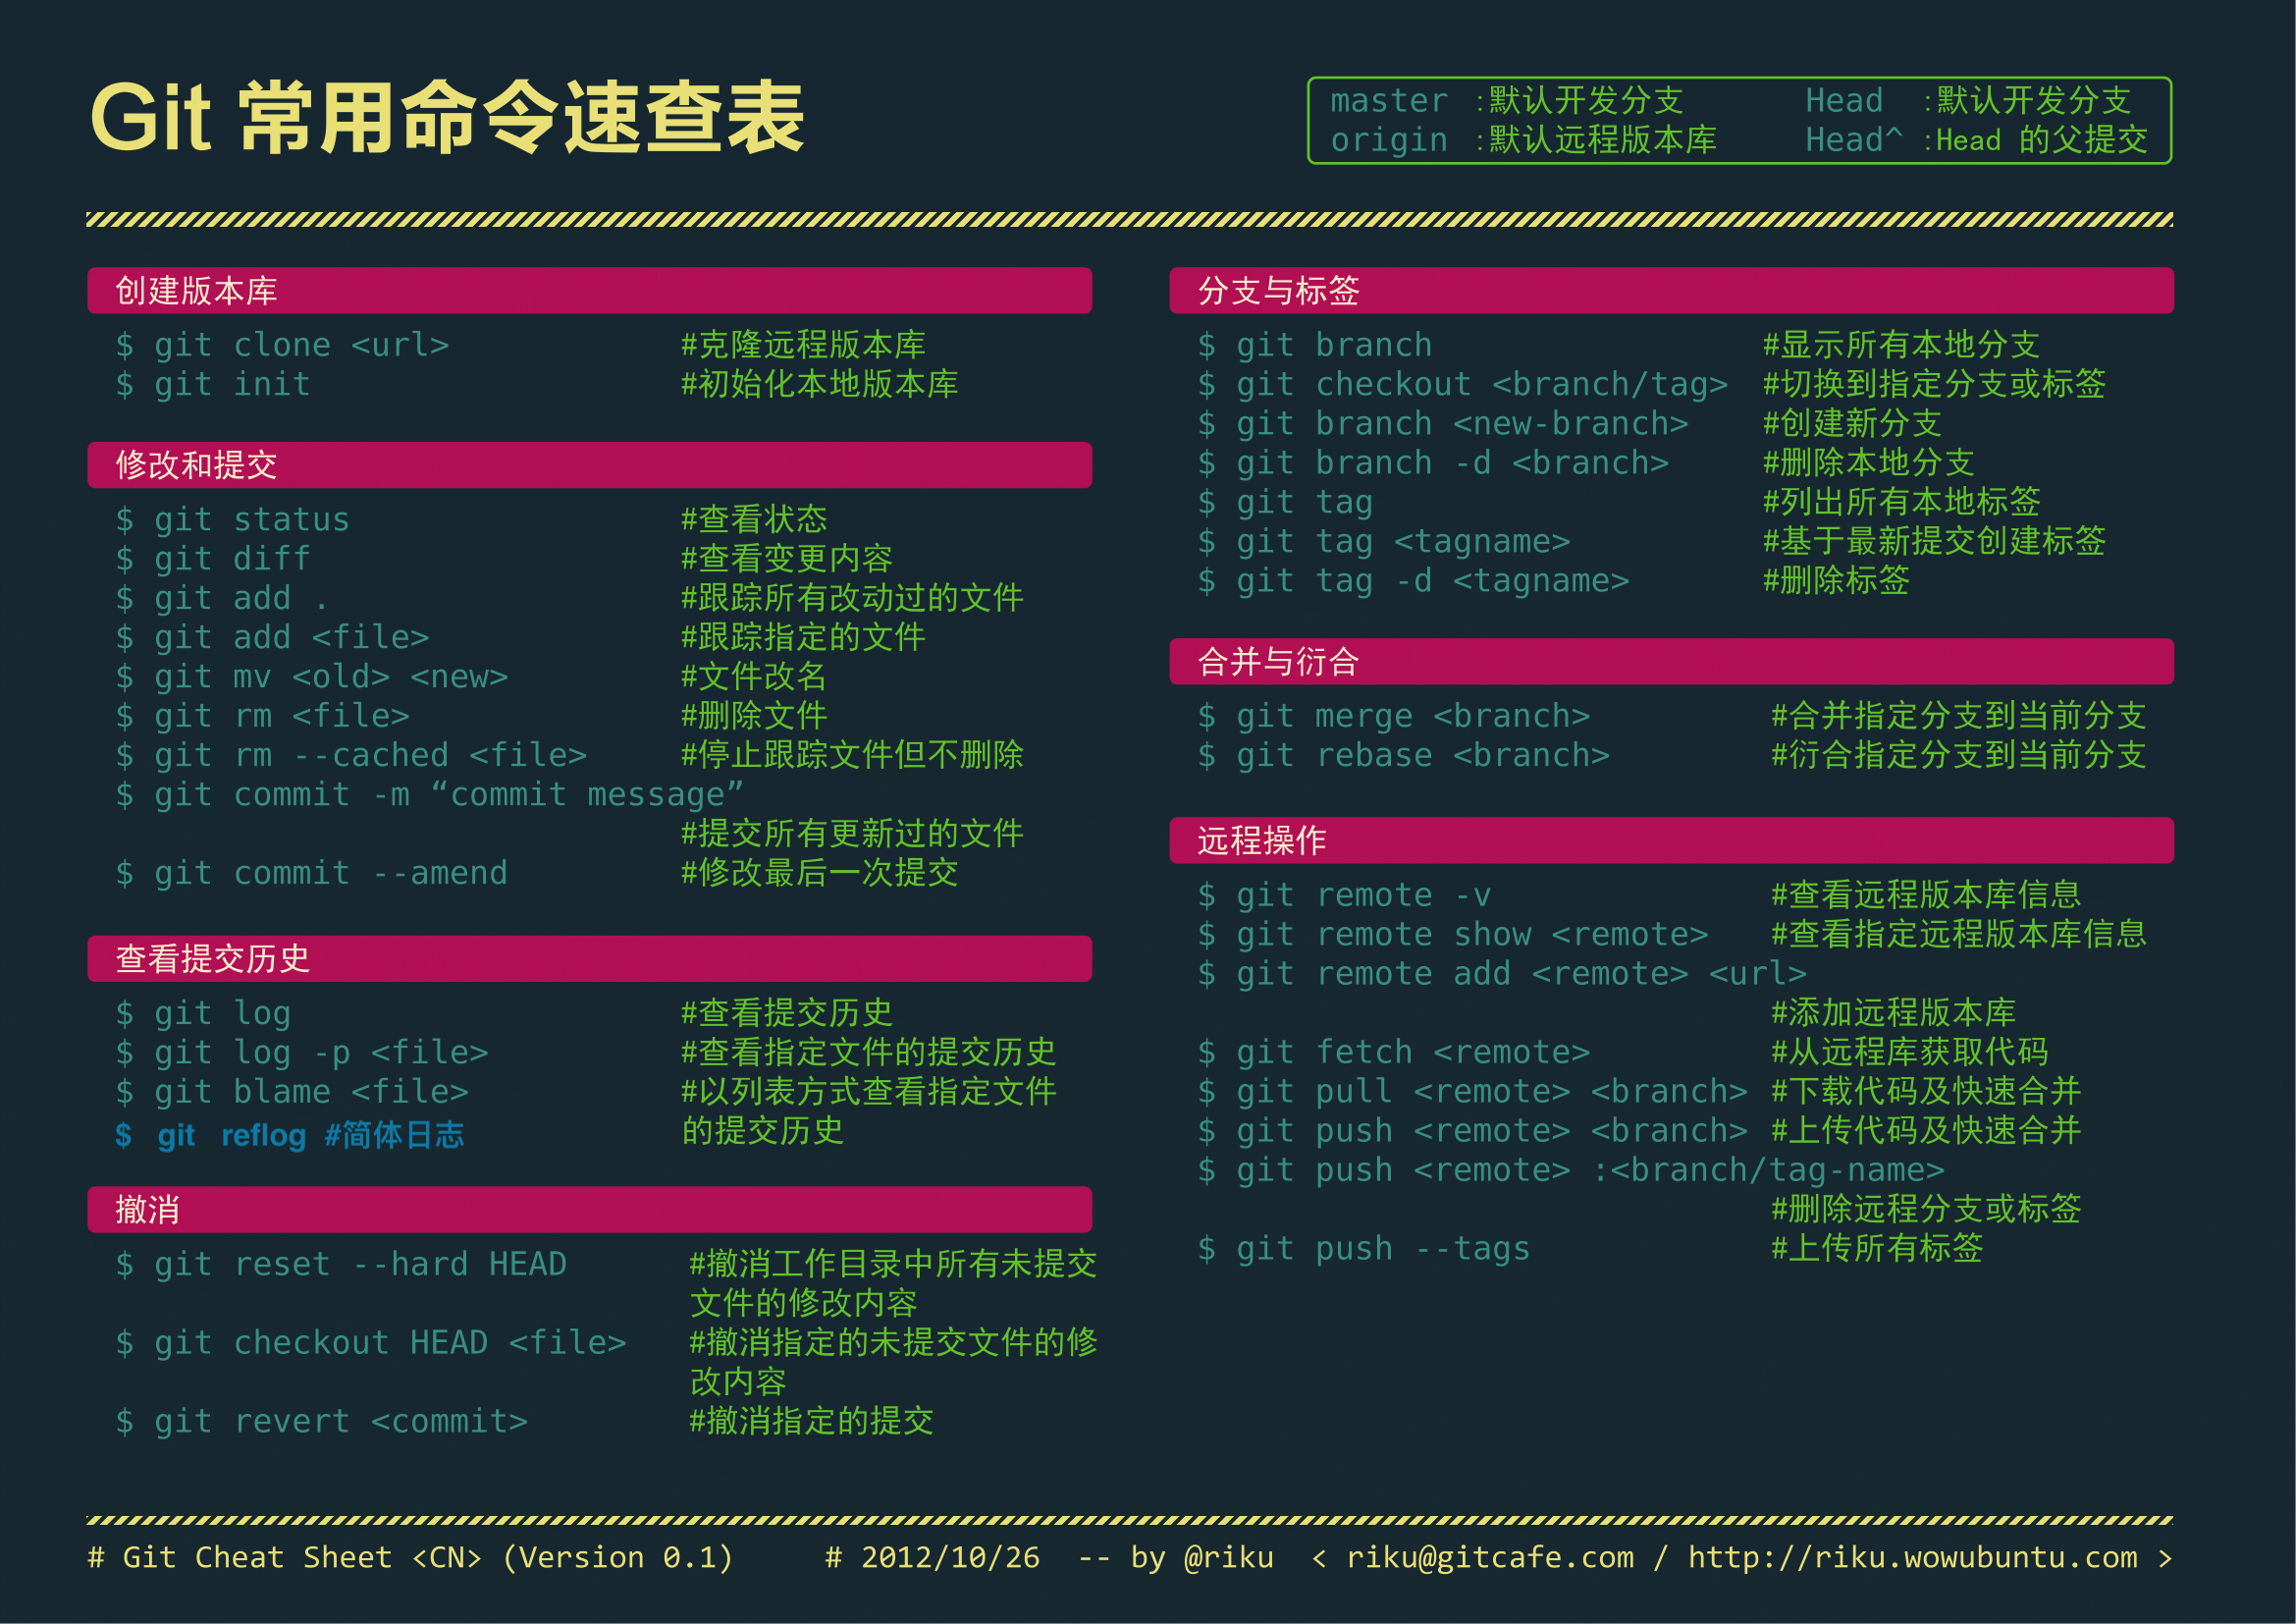 Git 常用命令速查表
master :默认开发分支 Head :默认开发分支
origin :默认远程版本库 Head^ :Head 的父提交
创建版本库
$ git clone <url> #克隆远程版本库
$ git init #初始化本地版本库
修改和提交
$ git status #查看状态
$ git diff #查看变更内容
$ git add . #跟踪所有改动过的文件
$ git add <file> #跟踪指定的文件
$ git mv <old> <new> #文件改名
$ git rm <file> #删除文件
$ git rm --cached <file> #停止跟踪文件但不删除
$ git commit -m “commit message”
#提交所有更新过的文件
$ git commit --amend #修改最后一次提交
查看提交历史
$ git log #查看提交历史
$ git log -p <file> #查看指定文件的提交历史
$ git blame <file> #以列表方式查看指定文件
的提交历史
$ git reflog #简体日志
撤消
$ git reset --hard HEAD #撤消工作目录中所有未提交
文件的修改内容
$ git checkout HEAD <file> #撤消指定的未提交文件的修
改内容
$ git revert <commit> #撤消指定的提交
分支与标签
$ git branch #显示所有本地分支
$ git checkout <branch/tag> #切换到指定分支或标签
$ git branch <new-branch> #创建新分支
$ git branch -d <branch> #删除本地分支
$ git tag #列出所有本地标签
$ git tag <tagname> #基于最新提交创建标签
$ git tag -d <tagname> #删除标签
合并与衍合
$ git merge <branch> #合并指定分支到当前分支
$ git rebase <branch> #衍合指定分支到当前分支
远程操作
$ git remote -v #查看远程版本库信息
$ git remote show <remote> #查看指定远程版本库信息
$ git remote add <remote> <url>
#添加远程版本库
$ git fetch <remote> #从远程库获取代码
$ git pull <remote> <branch> #下载代码及快速合并
$ git push <remote> <branch> #上传代码及快速合并
$ git push <remote> :<branch/tag-name>
#删除远程分支或标签
$ git push --tags #上传所有标签
# Git Cheat Sheet <CN> (Version 0.1) # 2012/10/26 -- by @riku < riku@gitcafe.com / http://riku.wowubuntu.com >